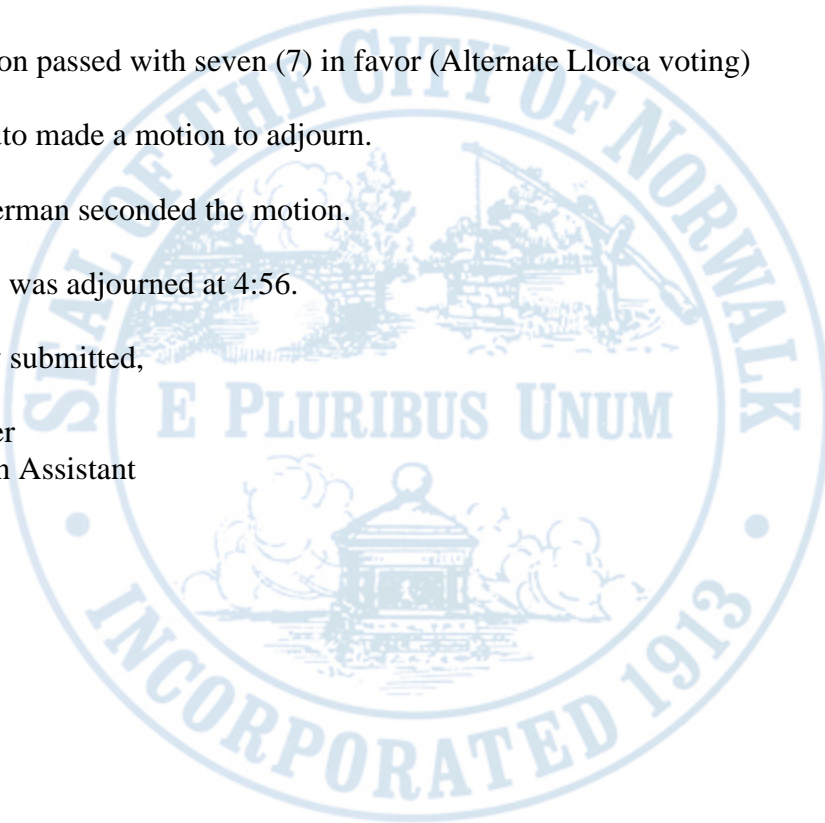 on passed with seven (7) in favor (Alternate Llorca voting)
uto made a motion to adjourn.
erman seconded the motion.
was adjourned at 4:56.
submitted,
er
n Assistant
SEAL OF THE CITY OF NORWALK
E PLURIBUS UNUM
INCORPORATED 1913